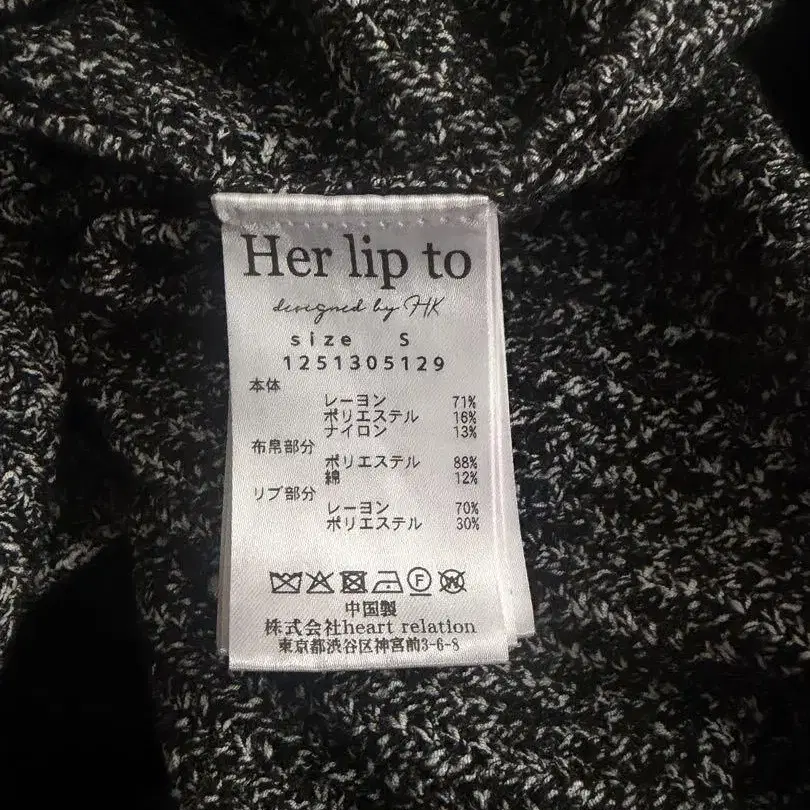 Her lip to
designed by HK
size S
1251305129
本体
レーヨン 71%
ポリエステル 16%
ナイロン 13%
布帛部分
ポリエステル 88%
綿 12%
リブ部分
レーヨン 70%
ポリエステル 30%
F W
中国製
株式会社heart relation
東京都渋谷区神宮前3-6-8